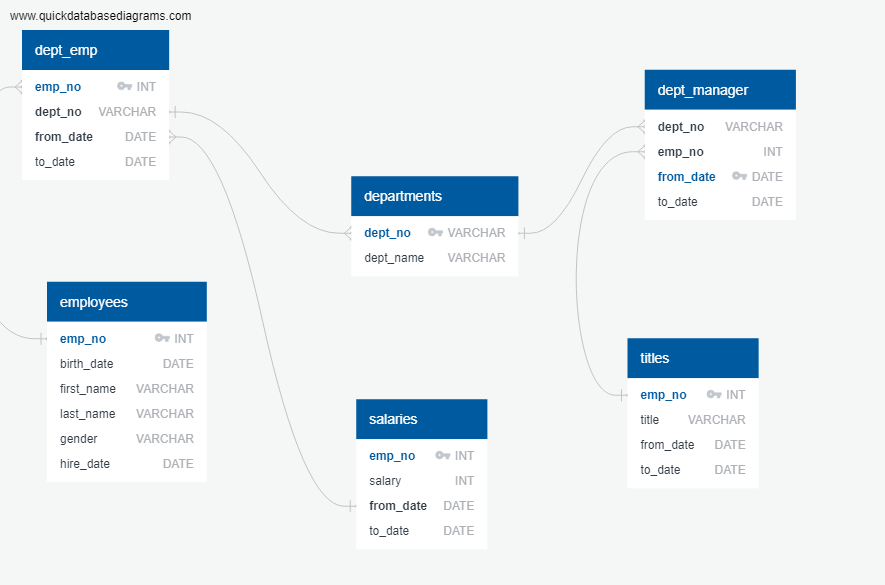 www.quickdatabasediagrams.com
dept_emp
emp_no INT
dept_no VARCHAR
from_date DATE
to_date DATE
dept_manager
dept_no VARCHAR
emp_no INT
from_date DATE
to_date DATE
departments
dept_no VARCHAR
dept_name VARCHAR
employees
emp_no INT
birth_date DATE
first_name VARCHAR
last_name VARCHAR
gender VARCHAR
hire_date DATE
salaries
emp_no INT
salary INT
from_date DATE
to_date DATE
titles
emp_no INT
title VARCHAR
from_date DATE
to_date DATE